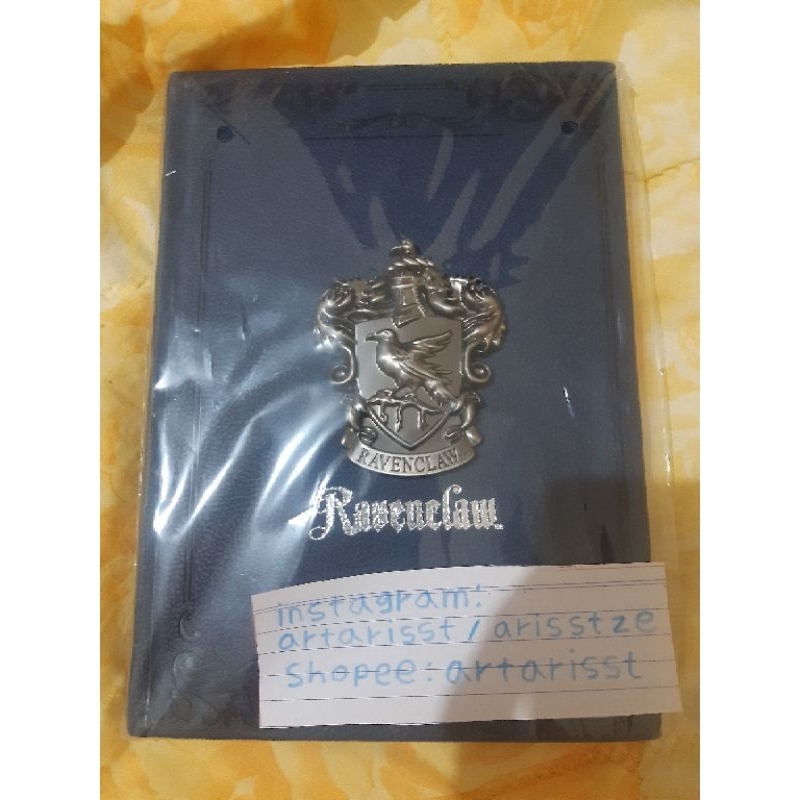 RAVENCLAW
Ravenclaw
instagram:
artarisst / arisstze
shopee: artarisst